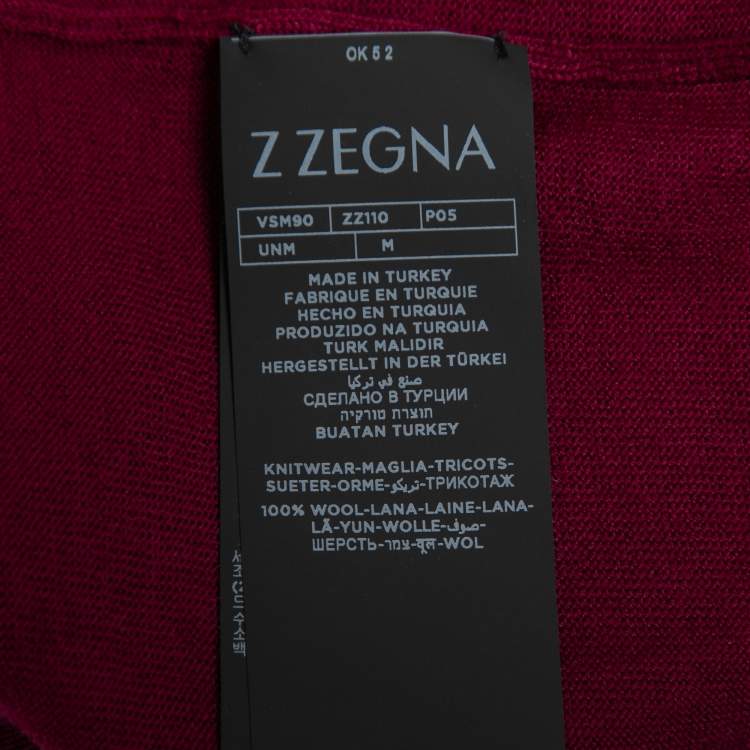 OK 5 2
Z ZEGNA
VSM90 ZZ110 P05
UNM M
MADE IN TURKEY
FABRIQUE EN TURQUIE
HECHO EN TURQUIA
PRODUZIDO NA TURQUIA
TURK MALIDIR
HERGESTELLT IN DER TÜRKEI
صنع في تركيا
СДЕЛАНО В ТУРЦИИ
תוצרת טורקיה
BUATAN TURKEY
KNITWEAR-MAGLIA-TRICOTS-
SUETER-ORME-تريكو-ТРИКОТАЖ
100% WOOL-LANA-LAINE-LANA-
LÃ-YUN-WOLLE-صوف-
ШЕРСТЬ-צמר-वूल-WOL